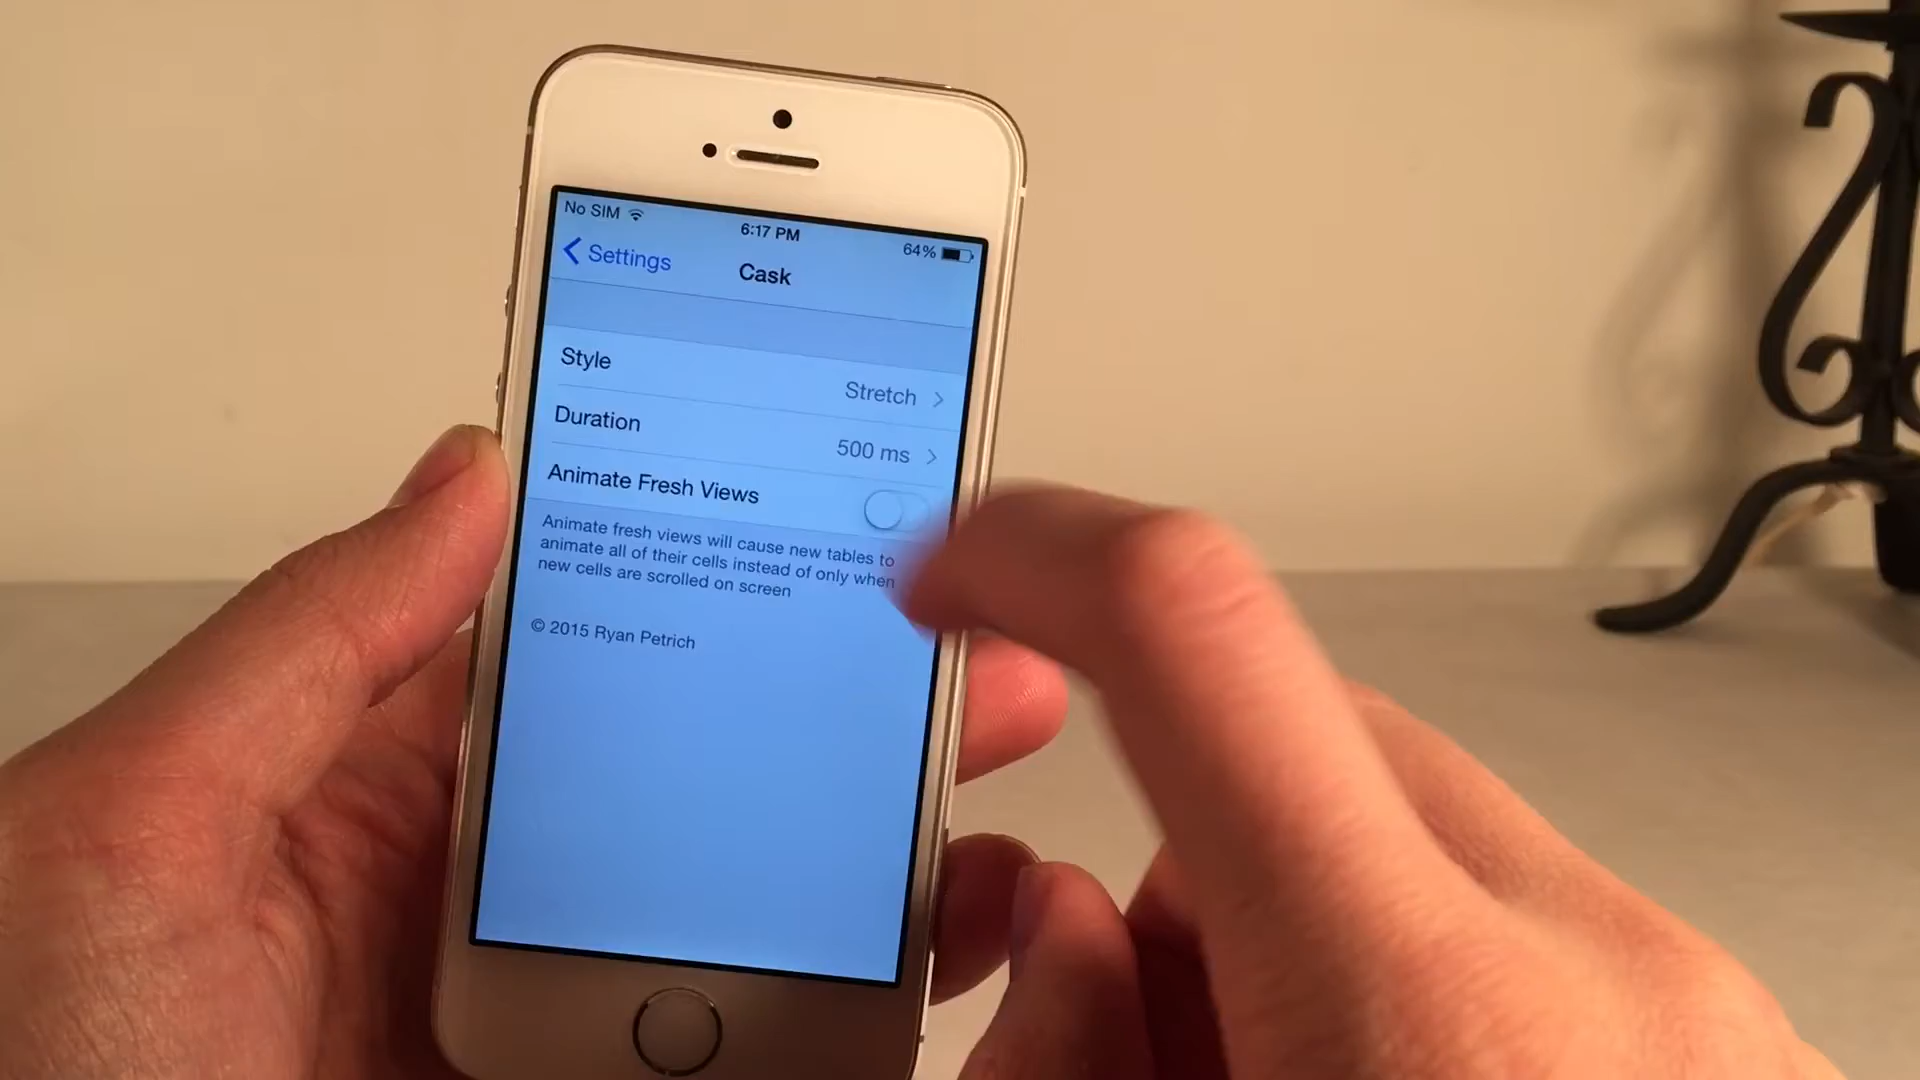 No SIM
6:17 PM
64%
Settings
Cask
Style
Stretch
Duration
500 ms
Animate Fresh Views
Animate fresh views will cause new tables to
animate all of their cells instead of only when
new cells are scrolled on screen
© 2015 Ryan Petrich